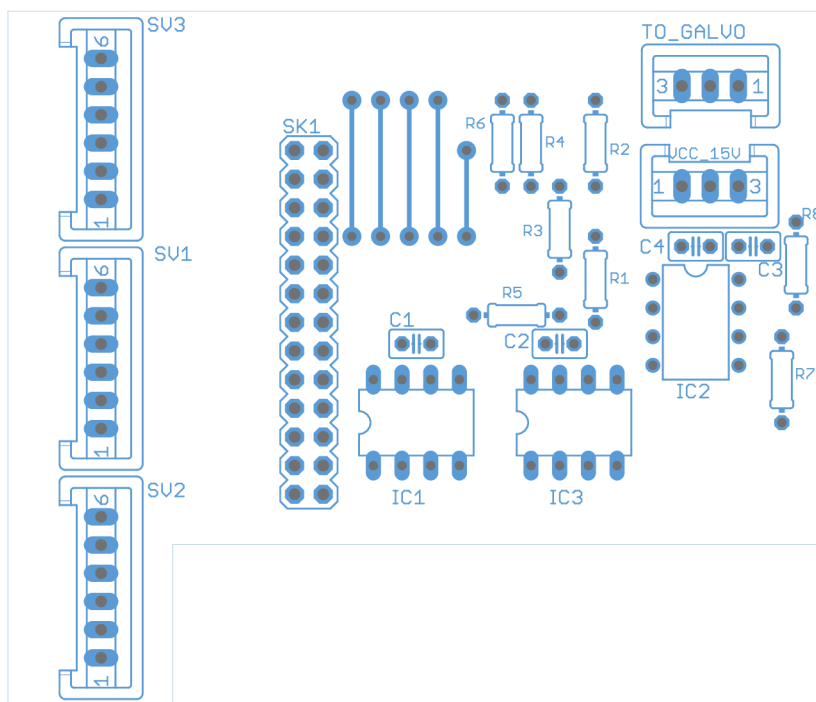 SV3
6
1
SV1
6
1
SV2
6
1
SK1
TO_GALVO
3
1
VCC_15V
1
3
R6
R4
R2
R3
R1
R5
C4
C3
R8
C1
C2
R7
IC2
IC1
IC3